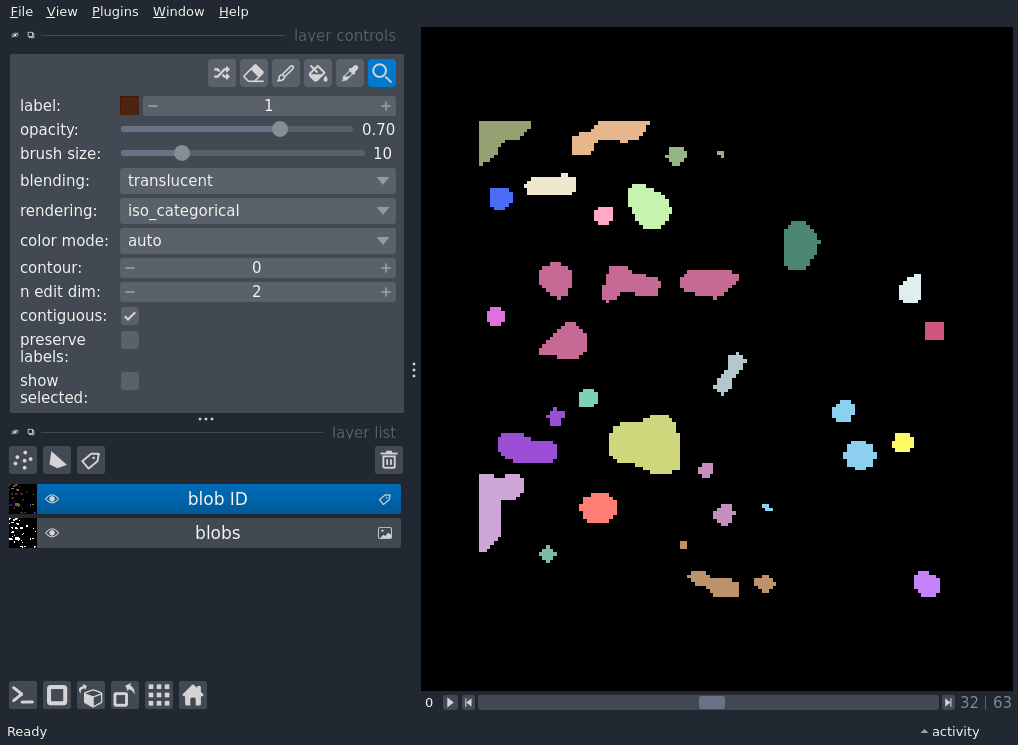 File View Plugins Window Help
layer controls
label: 1
opacity: 0.70
brush size: 10
blending: translucent
rendering: iso_categorical
color mode: auto
contour: 0
n edit dim: 2
contiguous:
preserve
labels:
show
selected:
layer list
blob ID
blobs
0 32 | 63
Ready activity